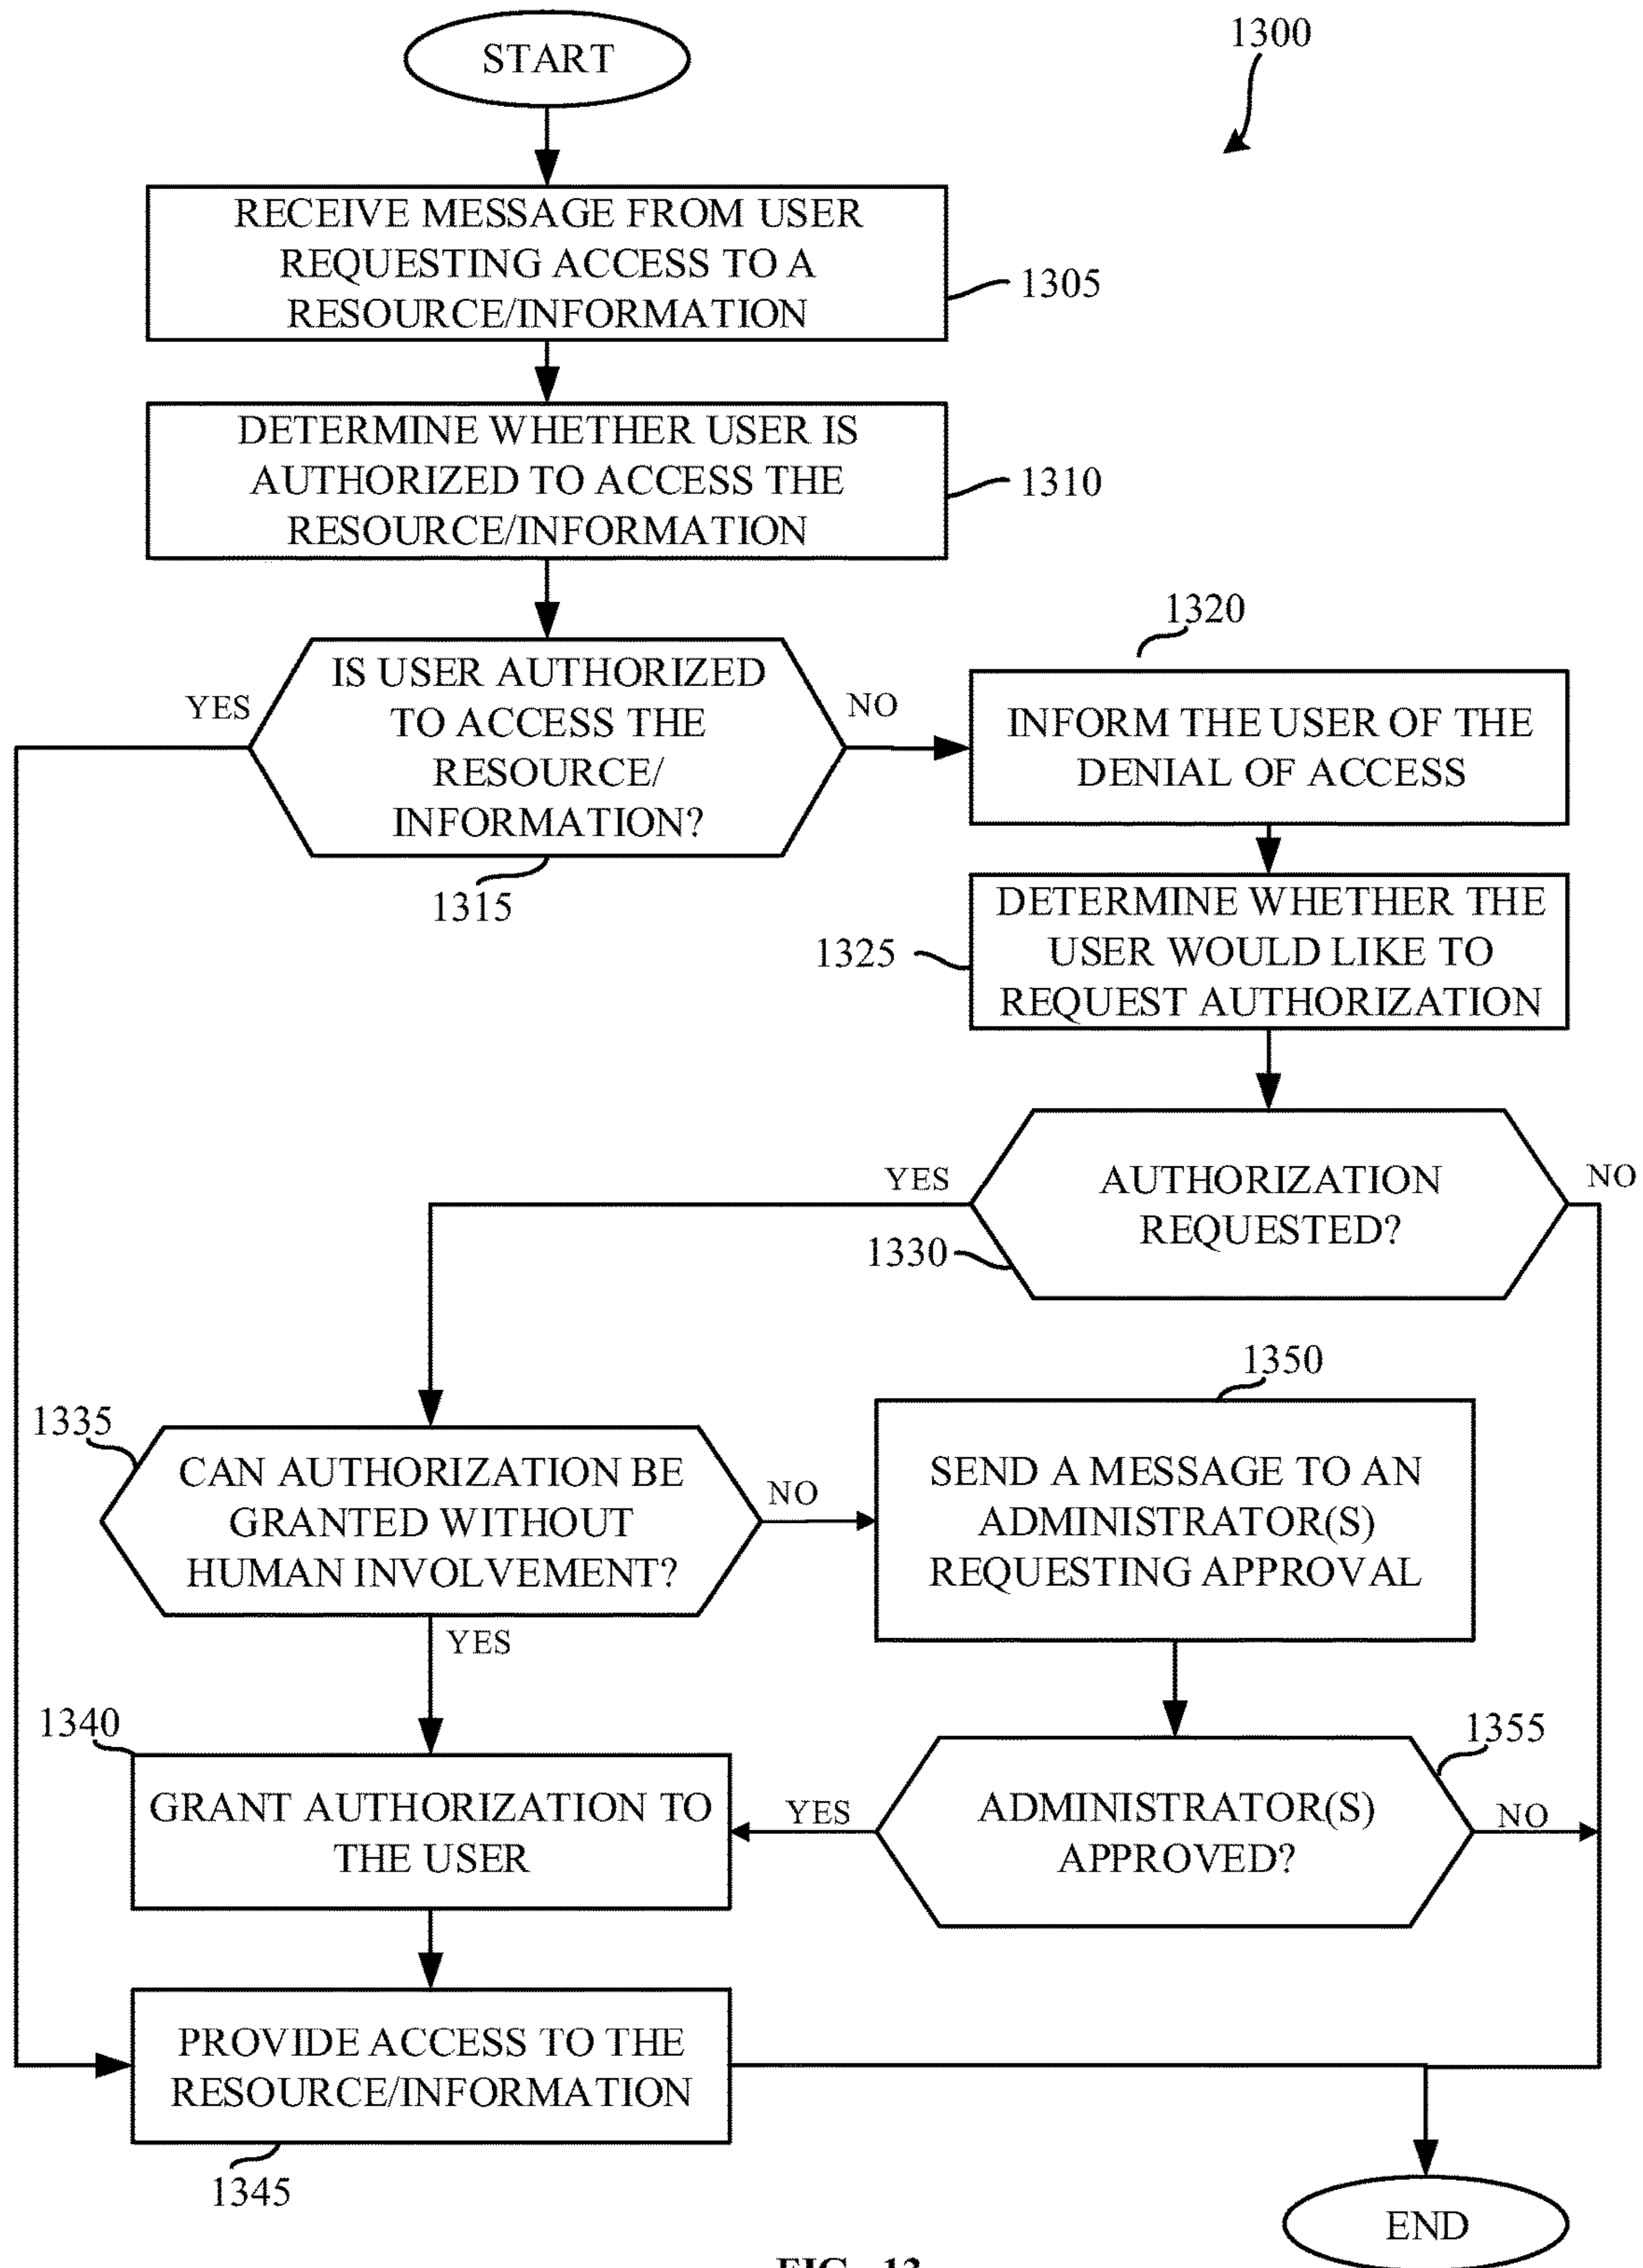 START
1300
RECEIVE MESSAGE FROM USER
REQUESTING ACCESS TO A
RESOURCE/INFORMATION
1305
DETERMINE WHETHER USER IS
AUTHORIZED TO ACCESS THE
RESOURCE/INFORMATION
1310
IS USER AUTHORIZED
TO ACCESS THE
RESOURCE/
INFORMATION?
YES
NO
1315
1320
INFORM THE USER OF THE
DENIAL OF ACCESS
DETERMINE WHETHER THE
USER WOULD LIKE TO
REQUEST AUTHORIZATION
1325
YES
AUTHORIZATION
REQUESTED?
NO
1330
1335
CAN AUTHORIZATION BE
GRANTED WITHOUT
HUMAN INVOLVEMENT?
NO
YES
1350
SEND A MESSAGE TO AN
ADMINISTRATOR(S)
REQUESTING APPROVAL
1340
GRANT AUTHORIZATION TO
THE USER
YES
ADMINISTRATOR(S)
APPROVED?
1355
NO
PROVIDE ACCESS TO THE
RESOURCE/INFORMATION
1345
END
FIG. 13